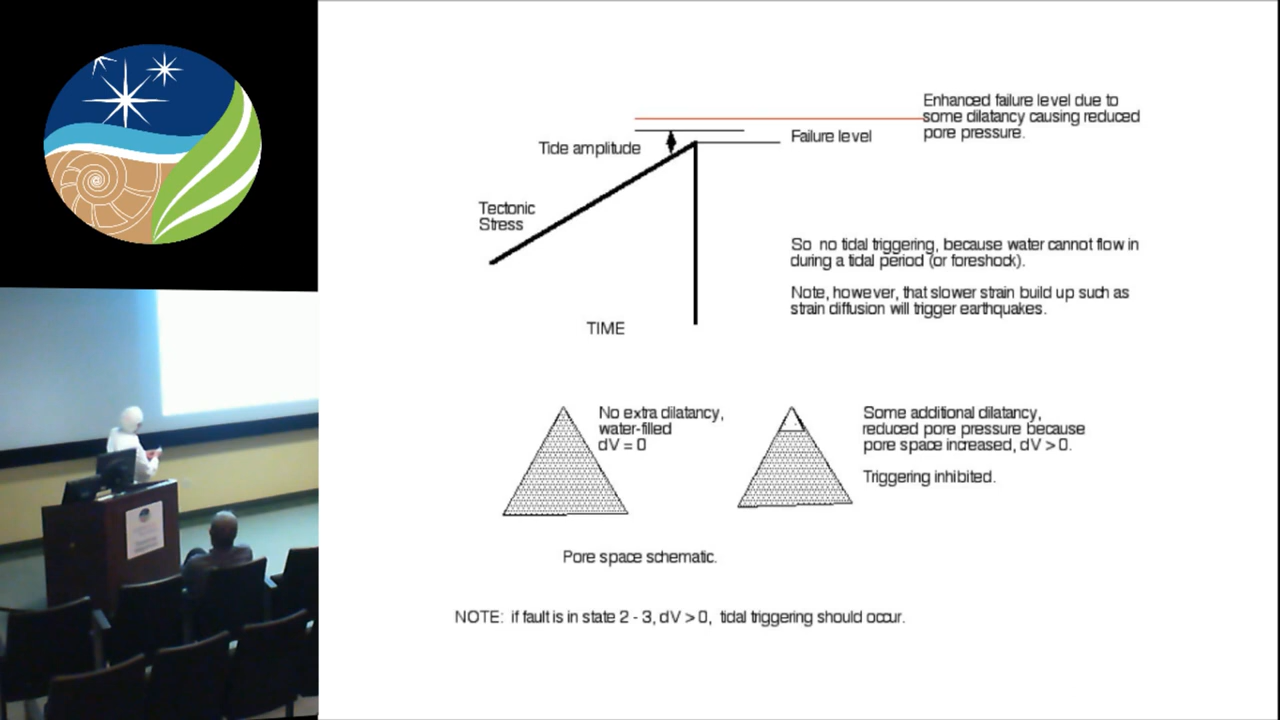 Enhanced failure level due to
some dilatancy causing reduced
pore pressure.
Failure level
Tide amplitude
Tectonic
Stress
So no tidal triggering, because water cannot flow in
during a tidal period (or foreshock).
Note, however, that slower strain build up such as
strain diffusion will trigger earthquakes.
TIME
No extra dilatancy,
water-filled
dV = 0
Some additional dilatancy,
reduced pore pressure because
pore space increased, dV > 0.
Triggering inhibited.
Pore space schematic.
NOTE: if fault is in state 2 - 3, dV > 0, tidal triggering should occur.